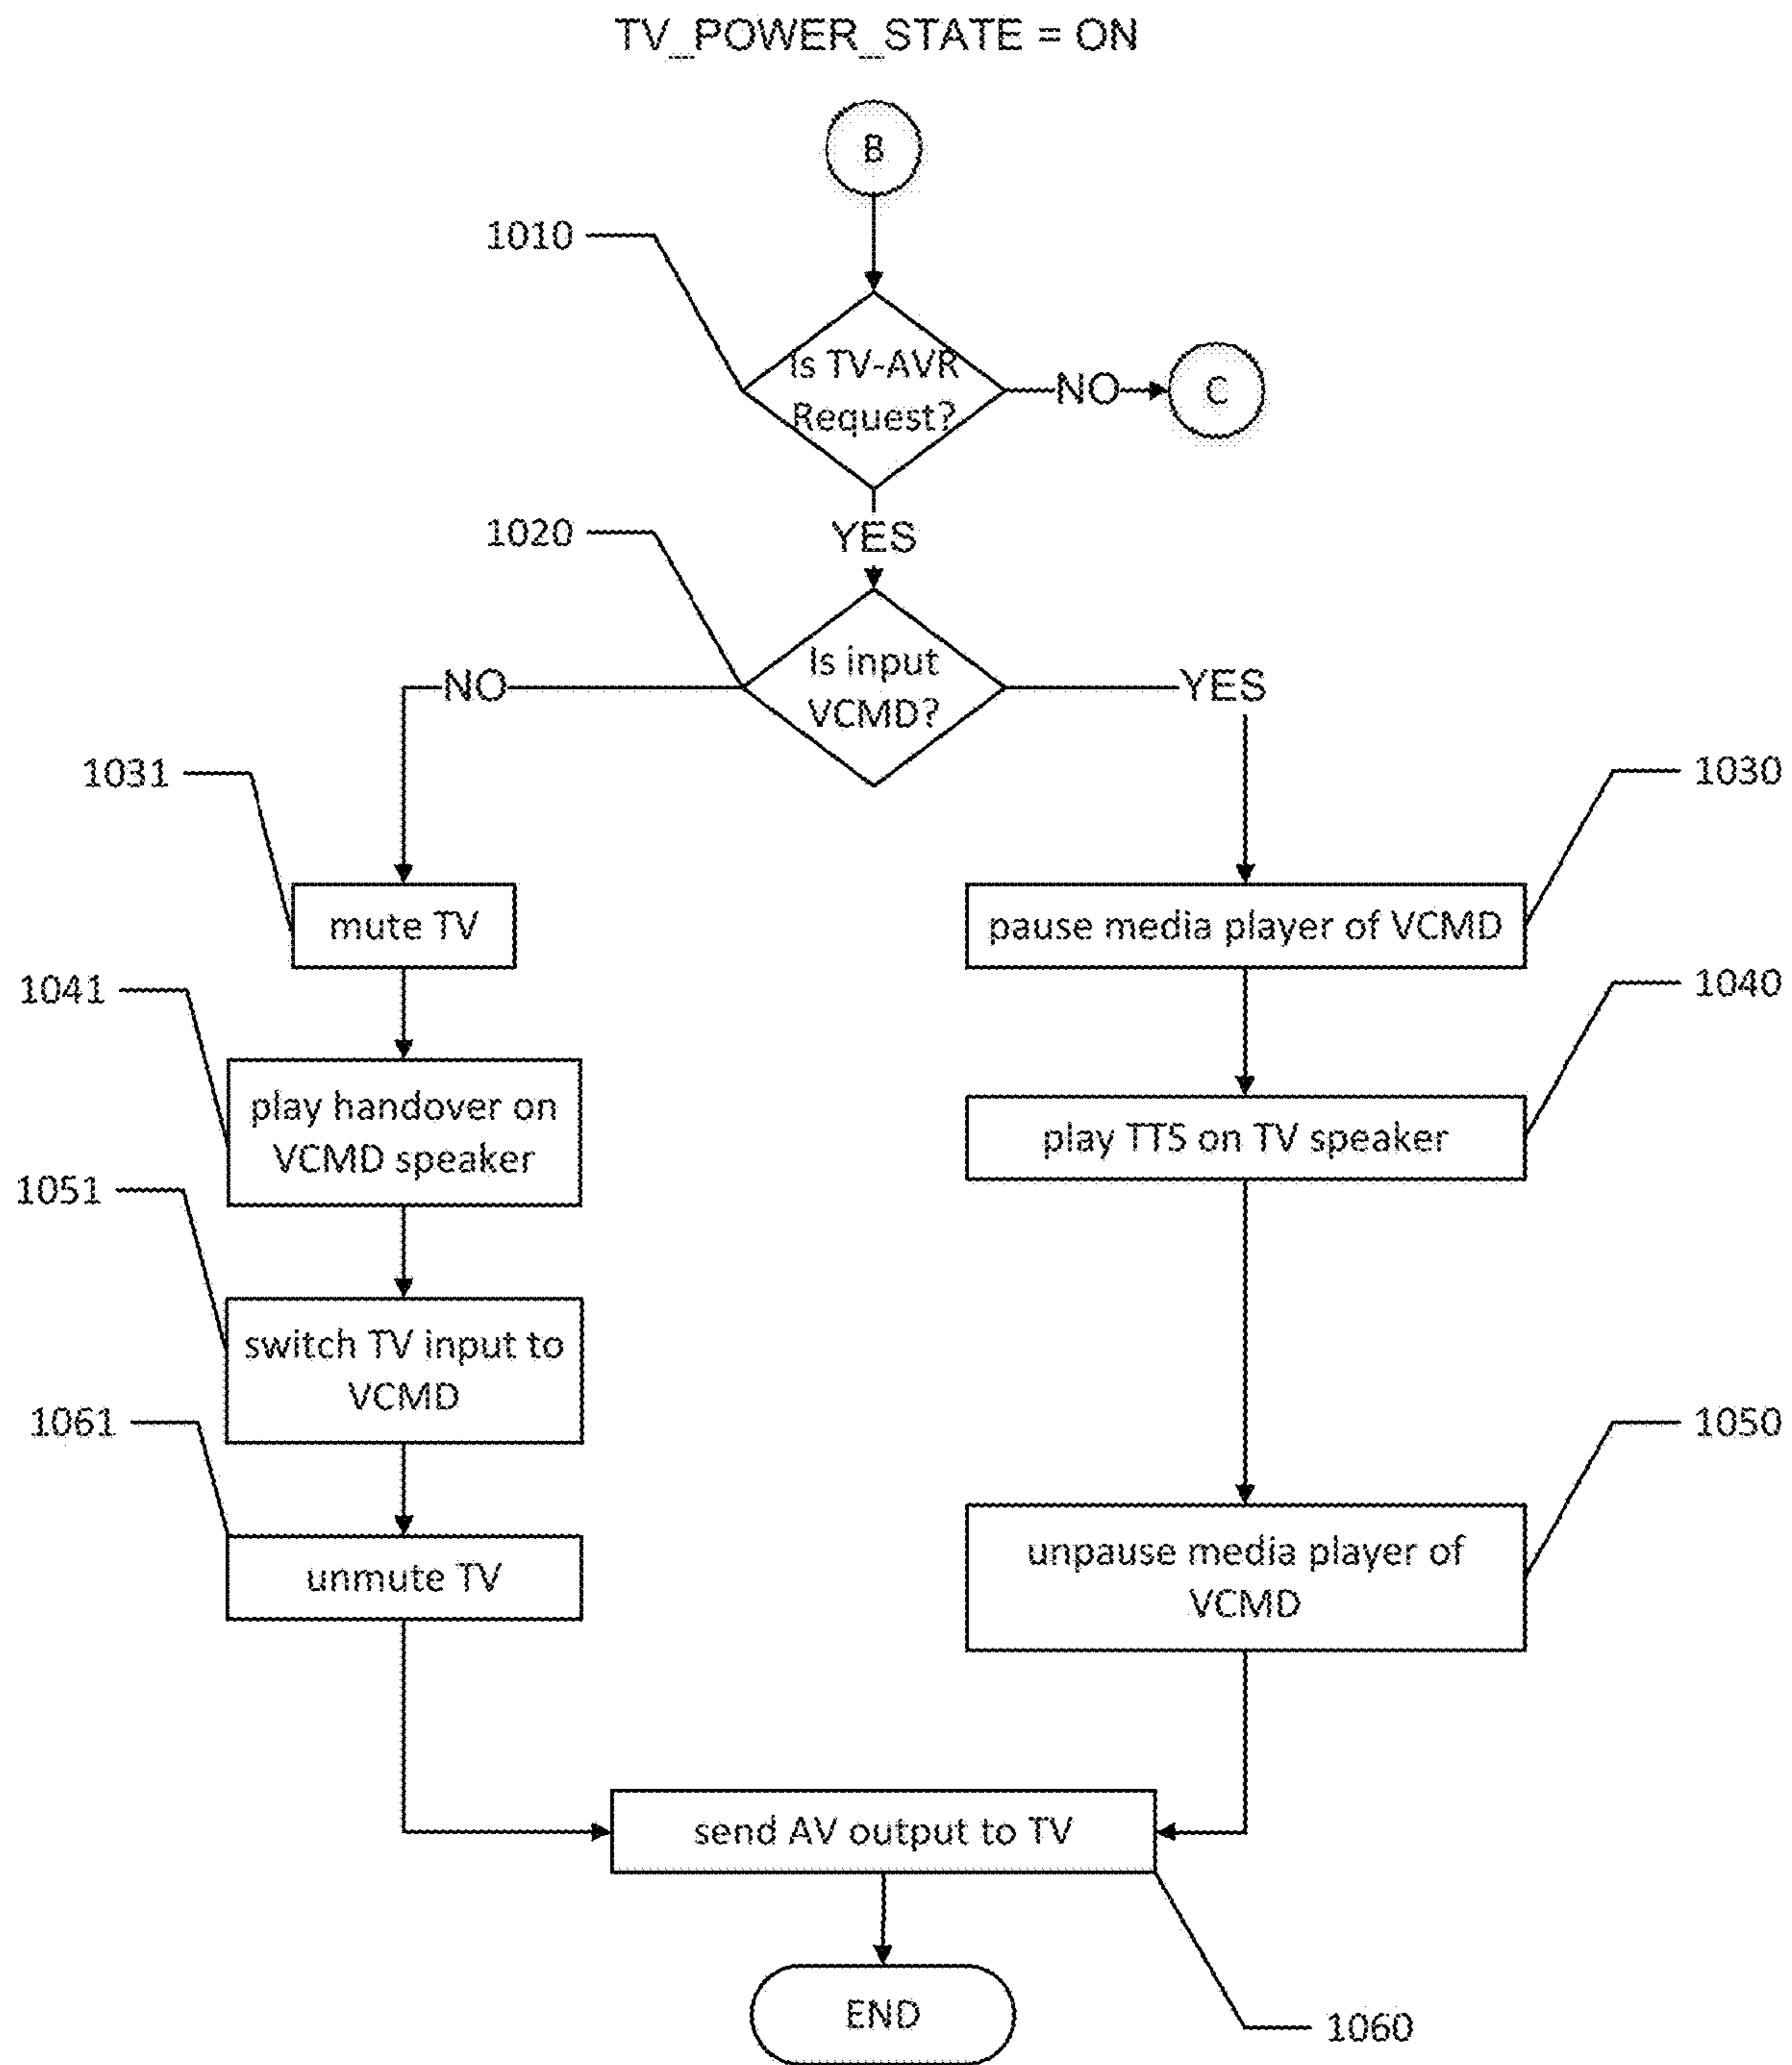 TV_POWER_STATE = ON
B
1010
Is TV-AVR
Request?
NO
C
YES
1020
Is input
VCMD?
NO
YES
1031
1030
mute TV
pause media player of VCMD
1041
1040
play handover on
VCMD speaker
play TTS on TV speaker
1051
switch TV input to
VCMD
1061
1050
unmute TV
unpause media player of
VCMD
send AV output to TV
END
1060